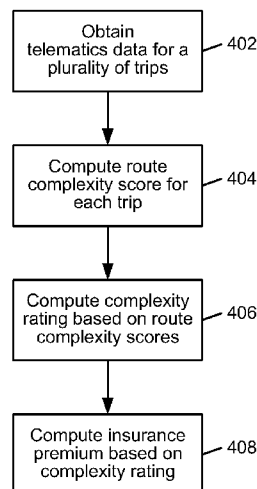 Obtain
telematics data for a
plurality of trips
402
Compute route
complexity score for
each trip
404
Compute complexity
rating based on route
complexity scores
406
Compute insurance
premium based on
complexity rating
408